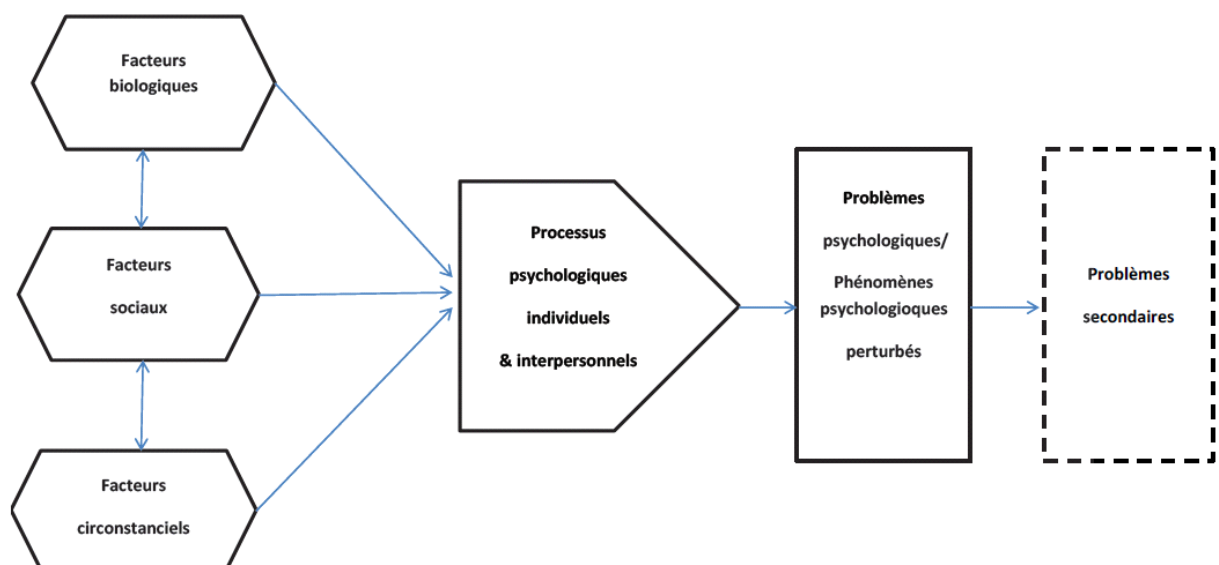 Facteurs
biologiques
Facteurs
sociaux
Facteurs
circonstanciels
Processus
psychologiques
individuels
& interpersonnels
Problèmes
psychologiques/
Phénomènes
psychologioques
perturbés
Problèmes
secondaires